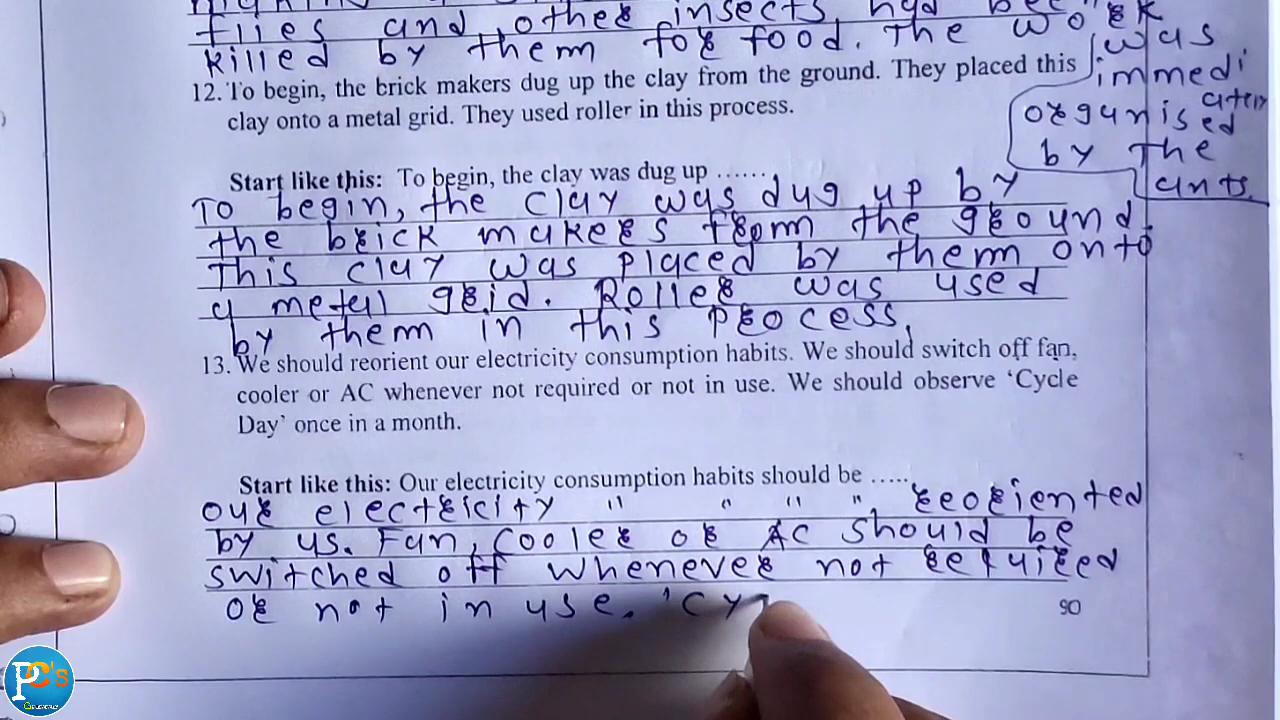 flies and other insects had
killed by them for food. The work
was
immedi
ately
organised
by the
ants.
12. To begin, the brick makers dug up the clay from the ground. They placed this
clay onto a metal grid. They used roller in this process.
Start like this: To begin, the clay was dug up ......
To begin, the clay was dug up by
the brick makers from the ground.
This clay was placed by them onto
a metal grid. Roller was used
by them in this process.
13. We should reorient our electricity consumption habits. We should switch off fan,
cooler or AC whenever not required or not in use. We should observe ‘Cycle
Day’ once in a month.
Start like this: Our electricity consumption habits should be .....
Our electricity " " " ", reoriented
by us. Fan, cooler or AC should be
switched off whenever not required
or not in use. 'Cy
90
PC's